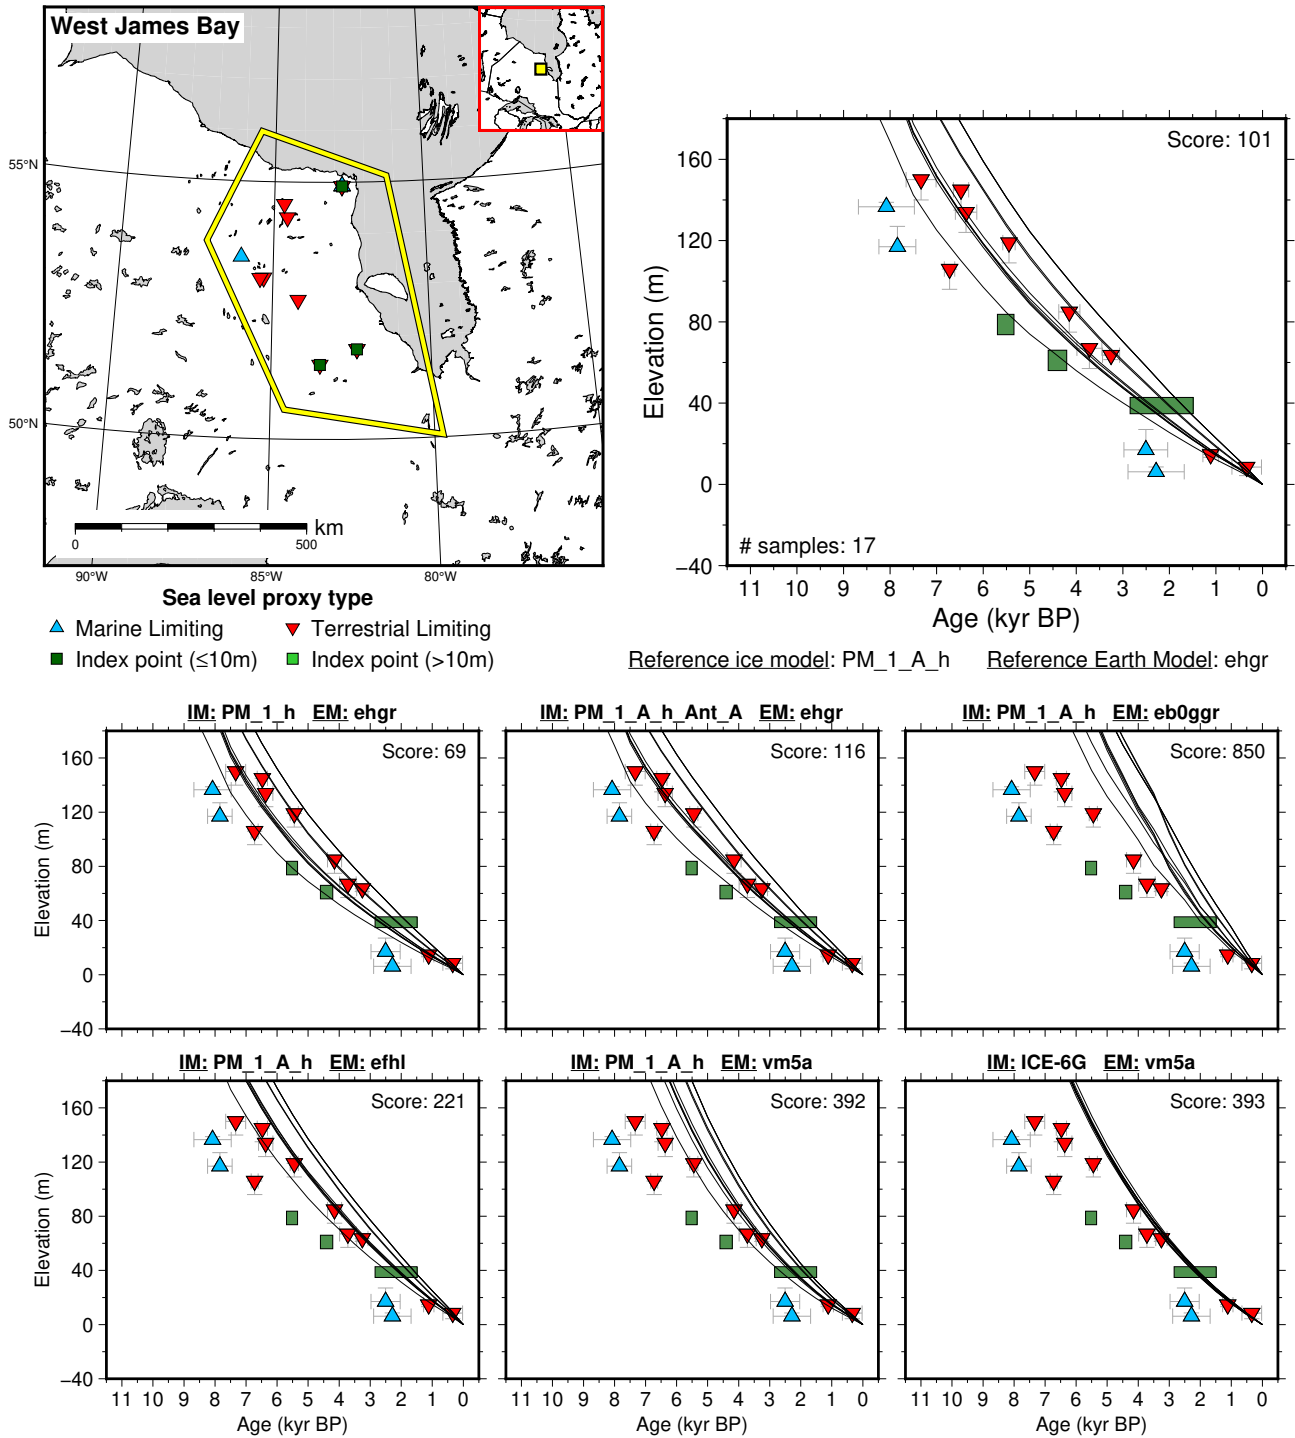 West James Bay
55°N
50°N
km
0 500
90°W 85°W 80°W
Score: 101
160
120
80
40
0
−40
Elevation (m)
# samples: 17
11 10 9 8 7 6 5 4 3 2 1 0
Age (kyr BP)
Sea level proxy type
Marine Limiting Terrestrial Limiting
Index point (≤10m) Index point (>10m)
Reference ice model: PM_1_A_h Reference Earth Model: ehgr
IM: PM_1_h EM: ehgr
Score: 69
IM: PM_1_A_h_Ant_A EM: ehgr
Score: 116
IM: PM_1_A_h EM: eb0ggr
Score: 850
160
120
80
40
0
−40
Elevation (m)
IM: PM_1_A_h EM: efhl
Score: 221
IM: PM_1_A_h EM: vm5a
Score: 392
IM: ICE-6G EM: vm5a
Score: 393
160
120
80
40
0
−40
Elevation (m)
11 10 9 8 7 6 5 4 3 2 1 0
Age (kyr BP)
11 10 9 8 7 6 5 4 3 2 1 0
Age (kyr BP)
11 10 9 8 7 6 5 4 3 2 1 0
Age (kyr BP)